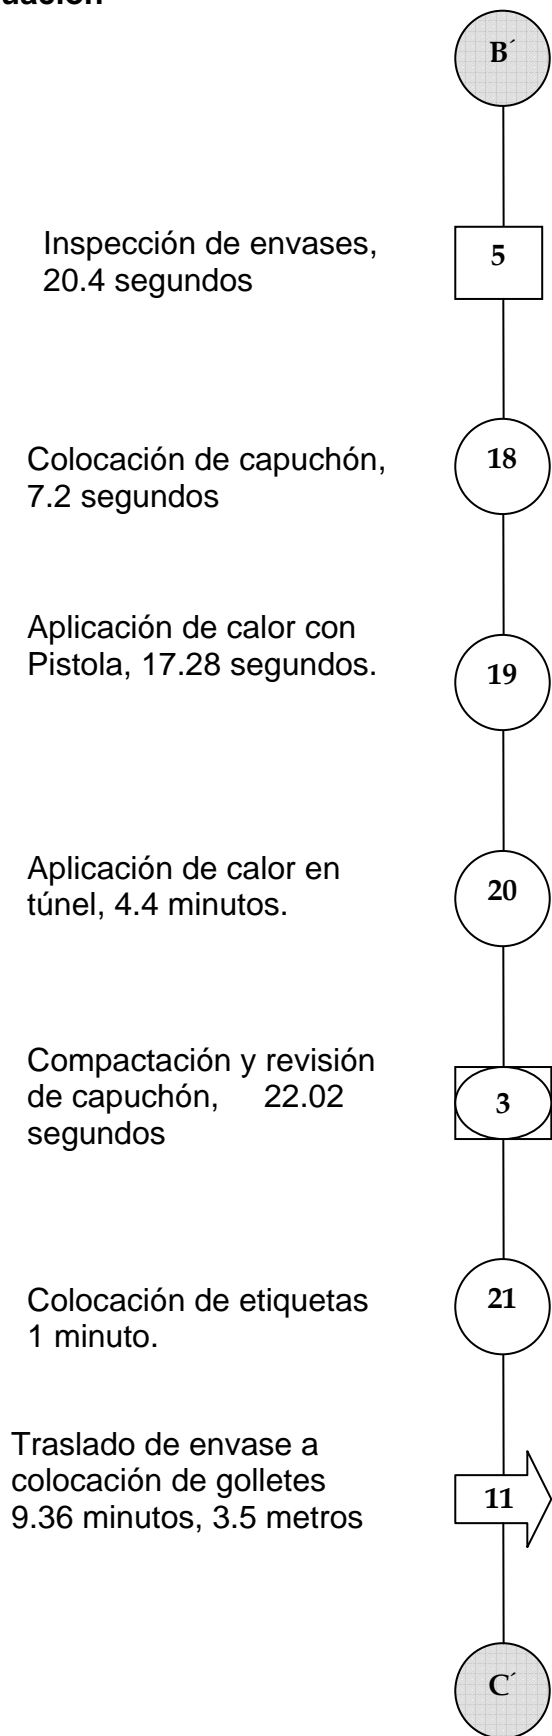 B´
Inspección de envases,
20.4 segundos
5
Colocación de capuchón,
7.2 segundos
18
Aplicación de calor con
Pistola, 17.28 segundos.
19
Aplicación de calor en
túnel, 4.4 minutos.
20
Compactación y revisión
de capuchón, 22.02
segundos
3
Colocación de etiquetas
1 minuto.
21
Traslado de envase a
colocación de golletes
9.36 minutos, 3.5 metros
11
C´